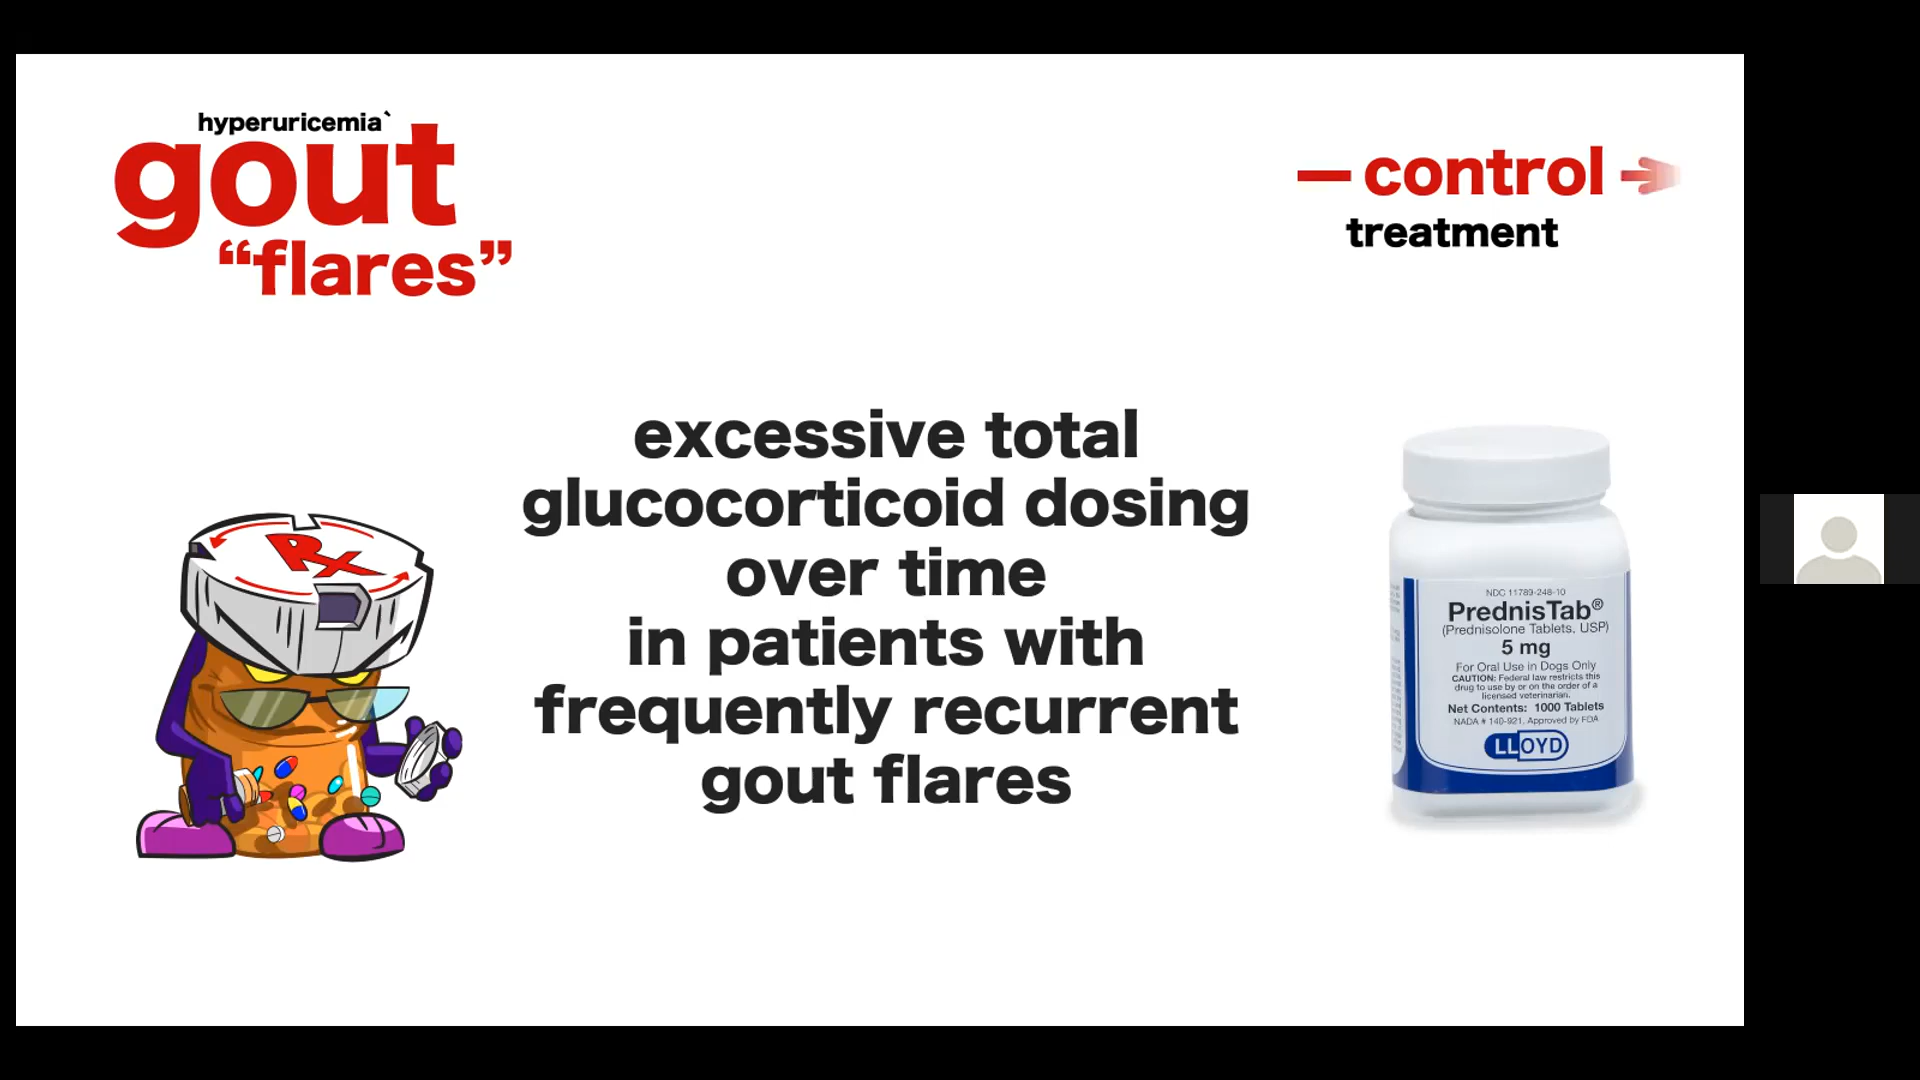 hyperuricemia`
gout
“flares”
control
treatment
excessive total
glucocorticoid dosing
over time
in patients with
frequently recurrent
gout flares
Rx
NDC 11789-248-10
PrednisTab®
(Prednisolone Tablets, USP)
5 mg
For Oral Use in Dogs Only
CAUTION: Federal law restricts this
drug to use by or on the order of a
licensed veterinarian.
Net Contents: 1000 Tablets
NADA # 140-921, Approved by FDA
LLOYD